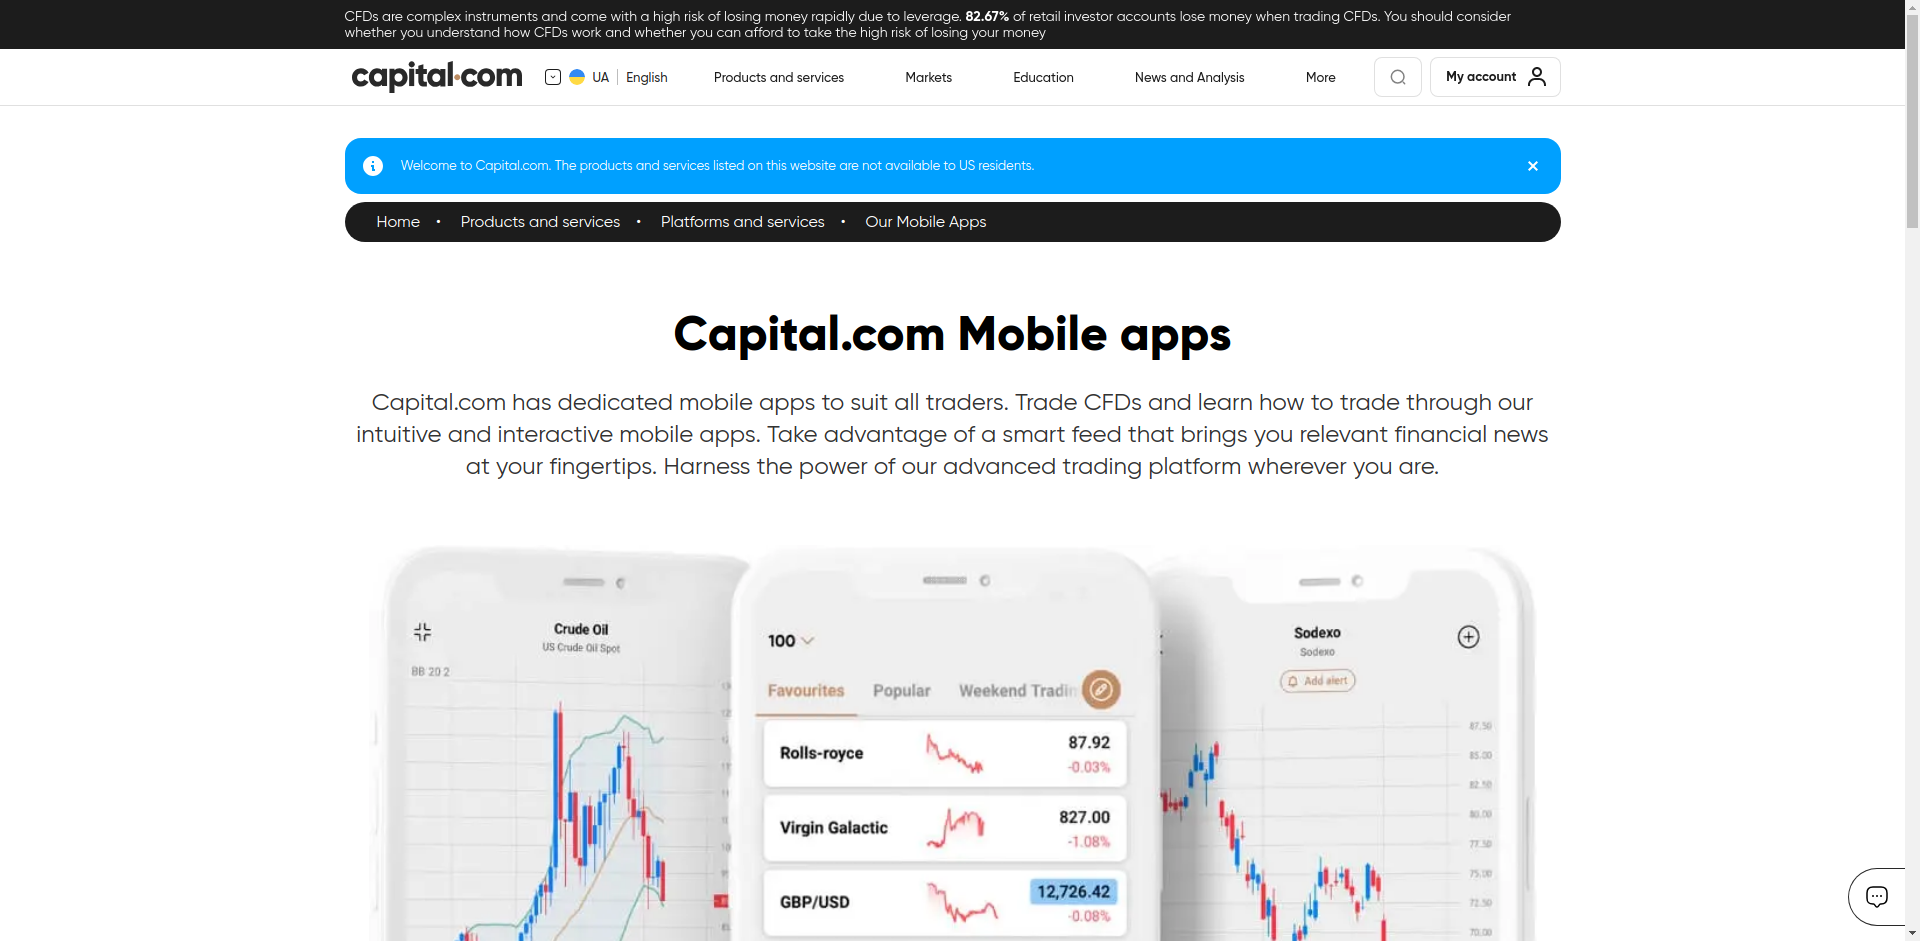 CFDs are complex instruments and come with a high risk of losing money rapidly due to leverage. 82.67% of retail investor accounts lose money when trading CFDs. You should consider
whether you understand how CFDs work and whether you can afford to take the high risk of losing your money
capital.com
UA
English
Products and services
Markets
Education
News and Analysis
More
My account
Welcome to Capital.com. The products and services listed on this website are not available to US residents.
Home • Products and services • Platforms and services • Our Mobile Apps
Capital.com Mobile apps
Capital.com has dedicated mobile apps to suit all traders. Trade CFDs and learn how to trade through our
intuitive and interactive mobile apps. Take advantage of a smart feed that brings you relevant financial news
at your fingertips. Harness the power of our advanced trading platform wherever you are.
Crude Oil
US Crude Oil Spot
BB 20 2
100
Favourites
Popular
Weekend Tradin
Rolls-royce
87.92
-0.03%
Virgin Galactic
827.00
-1.08%
GBP/USD
12,726.42
-0.08%
Sodexo
Sodexo
Add alert
87.50
85.00
82.50
80.00
77.50
75.00
72.50
70.00